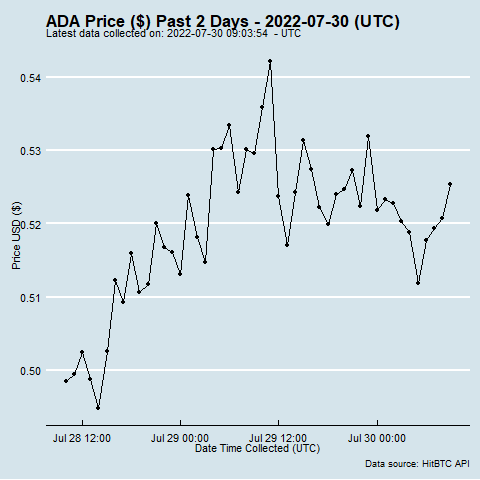 ADA Price ($) Past 2 Days - 2022-07-30 (UTC)
Latest data collected on: 2022-07-30 09:03:54 - UTC
0.54
0.53
0.52
0.51
0.50
Price USD ($)
Jul 28 12:00 Jul 29 00:00 Jul 29 12:00 Jul 30 00:00
Date Time Collected (UTC)
Data source: HitBTC API